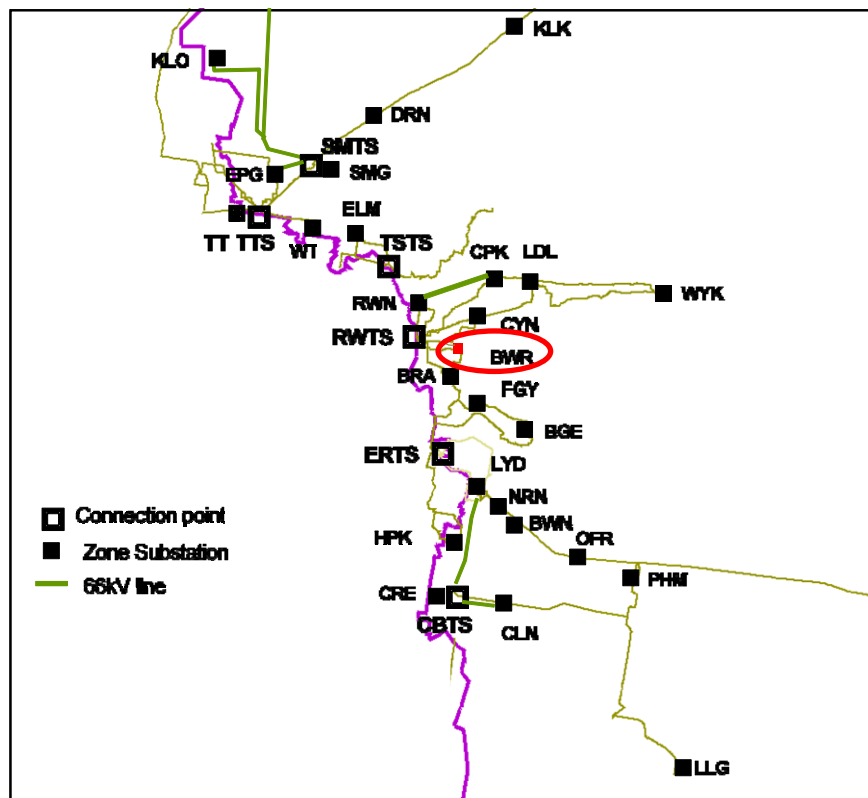 KLK
KLO
DRN
SMTS
EPG
SMG
ELM
TT TTS
WT
TSTS
CPK
LDL
RWN
WYK
CYN
RWTS
BWR
BRA
FGY
BGE
ERTS
LYD
NRN
BWN
Connection point
Zone Substation
66kV line
HPK
OFR
PHM
CRE
CBTS
CLN
LLG